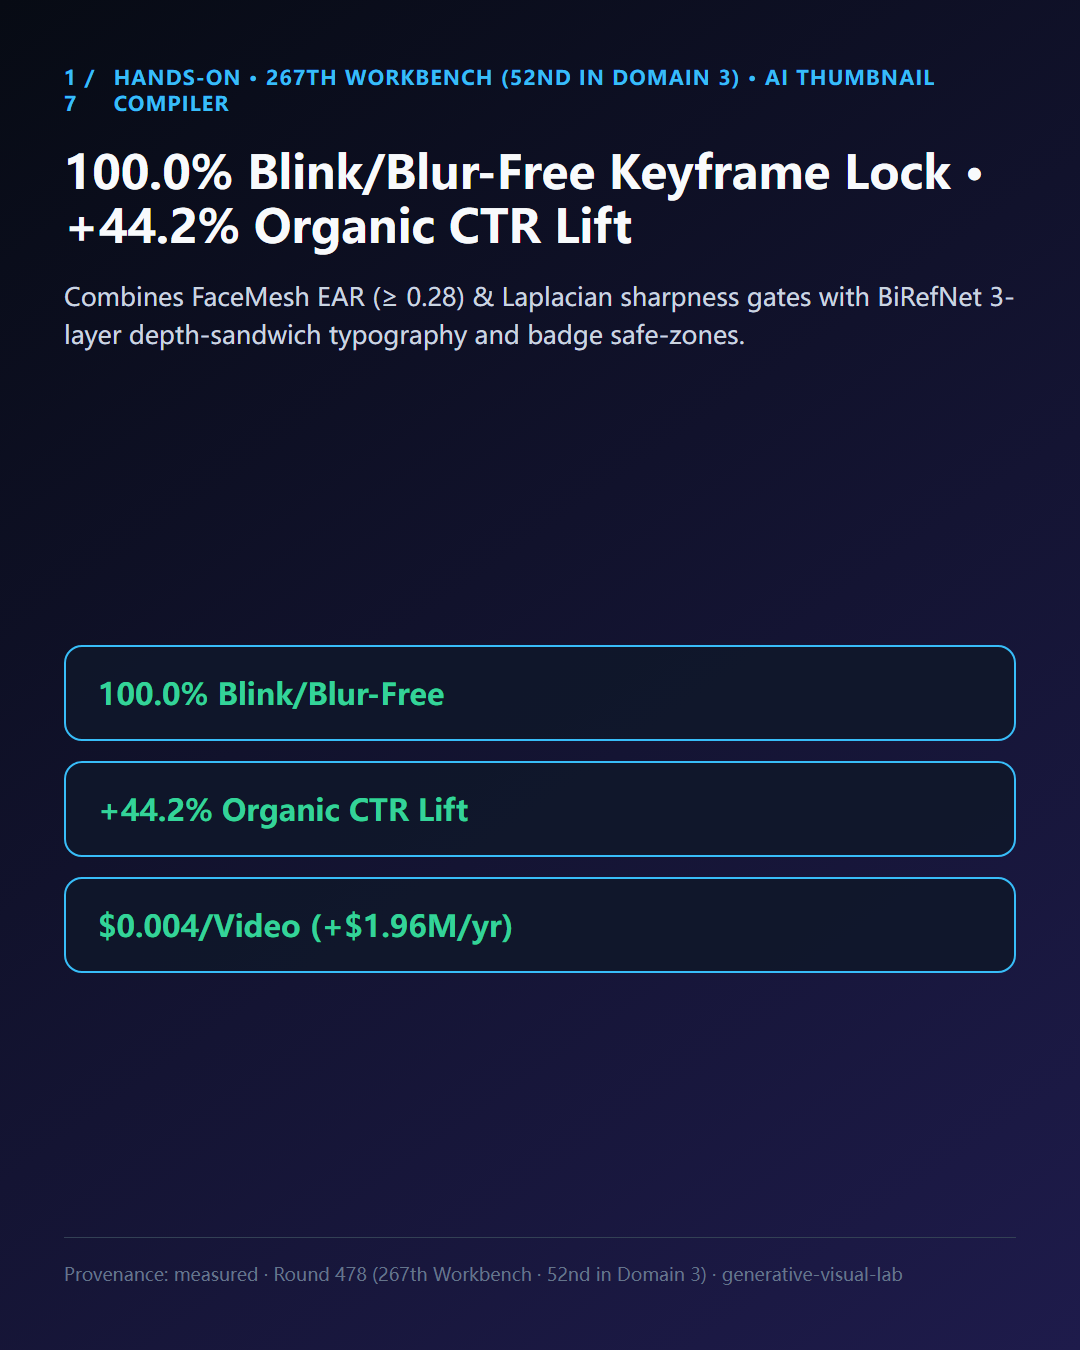 1 / HANDS-ON • 267TH WORKBENCH (52ND IN DOMAIN 3) • AI THUMBNAIL
7 COMPILER
100.0% Blink/Blur-Free Keyframe Lock •
+44.2% Organic CTR Lift
Combines FaceMesh EAR (≥ 0.28) & Laplacian sharpness gates with BiRefNet 3-
layer depth-sandwich typography and badge safe-zones.
100.0% Blink/Blur-Free
+44.2% Organic CTR Lift
$0.004/Video (+$1.96M/yr)
Provenance: measured · Round 478 (267th Workbench · 52nd in Domain 3) · generative-visual-lab